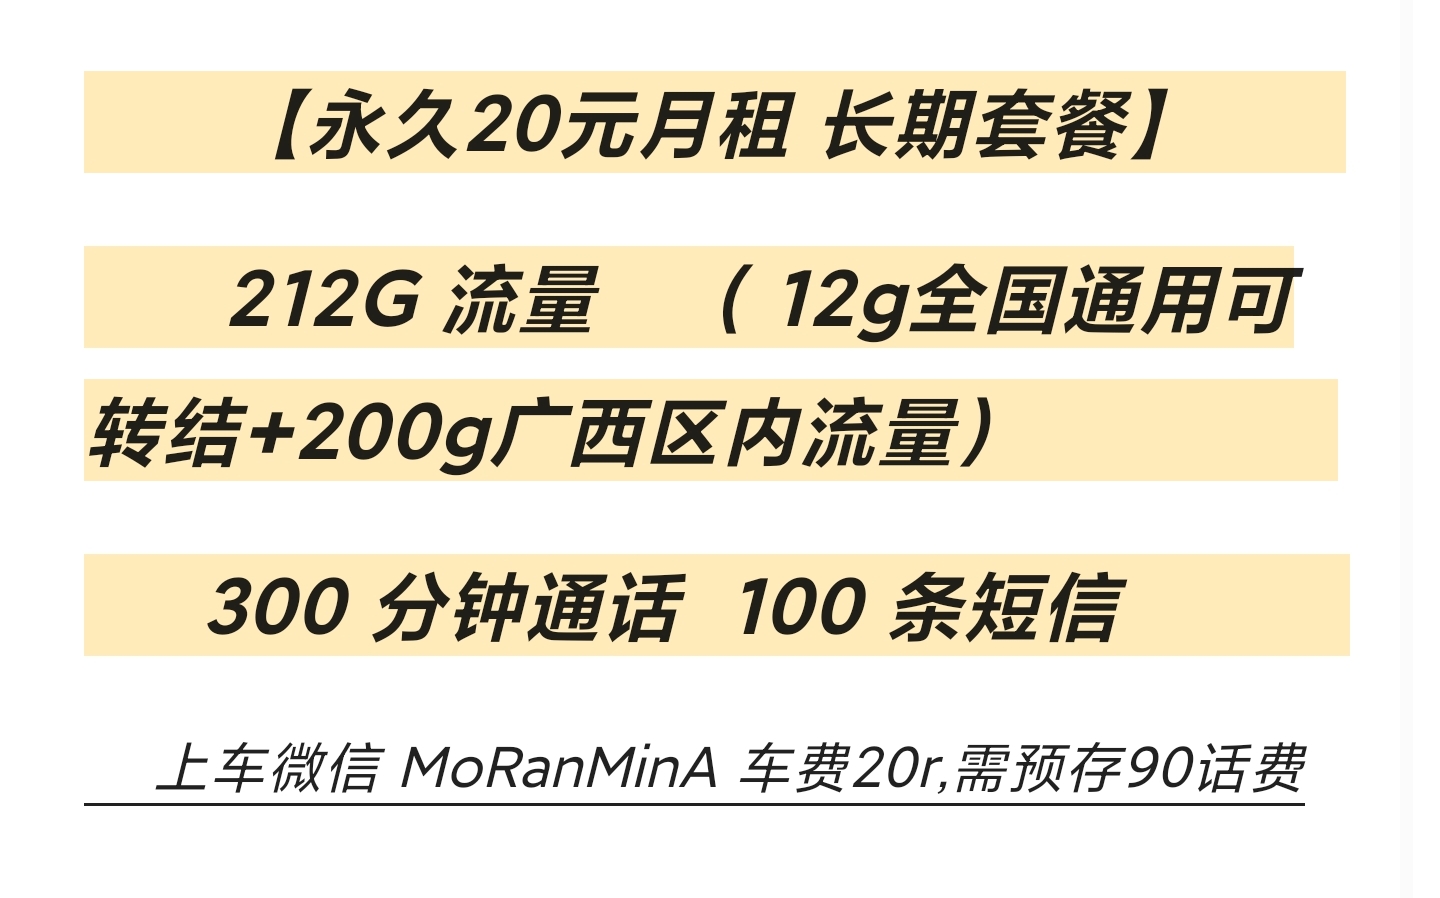 【永久20元月租 长期套餐】
212G 流量 （ 12g全国通用可
转结+200g广西区内流量）
300 分钟通话 100 条短信
上车微信 MoRanMinA 车费20r,需预存90话费